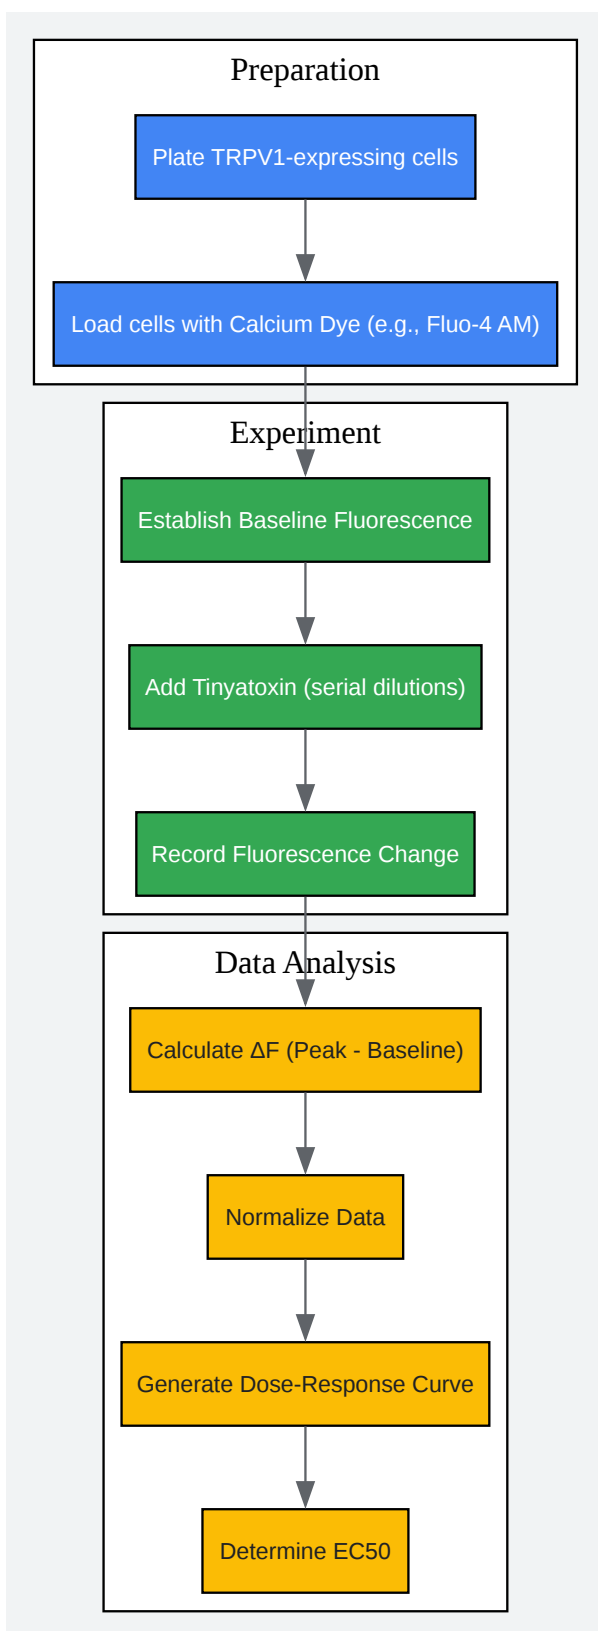 Preparation
Plate TRPV1-expressing cells
Load cells with Calcium Dye (e.g., Fluo-4 AM)
Experiment
Establish Baseline Fluorescence
Add Tinyatoxin (serial dilutions)
Record Fluorescence Change
Data Analysis
Calculate ΔF (Peak - Baseline)
Normalize Data
Generate Dose-Response Curve
Determine EC50